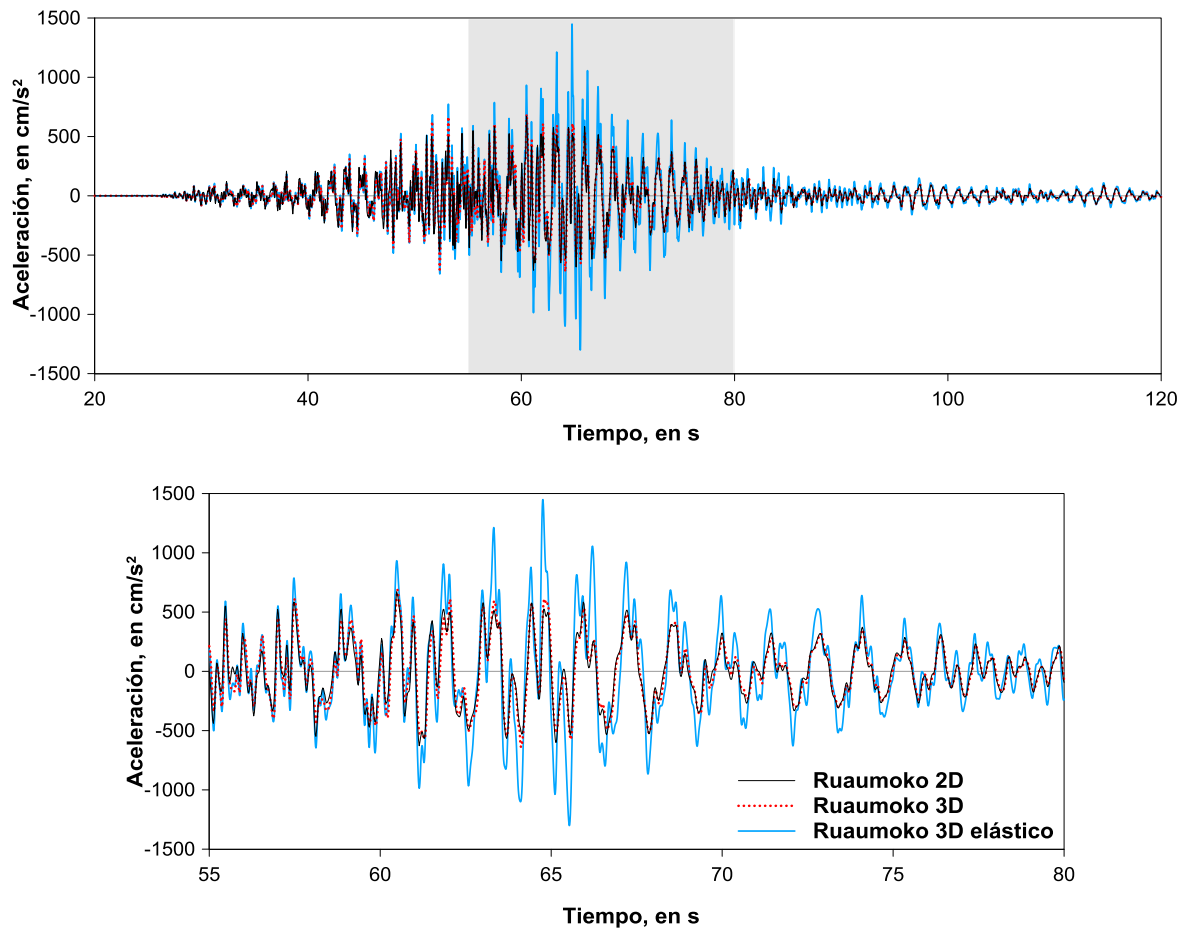 1500
1000
500
0
-500
-1000
-1500
Aceleración, en cm/s²
20 40 60 80 100 120
Tiempo, en s
1500
1000
500
0
-500
-1000
-1500
Aceleración, en cm/s²
Ruaumoko 2D
Ruaumoko 3D
Ruaumoko 3D elástico
55 60 65 70 75 80
Tiempo, en s